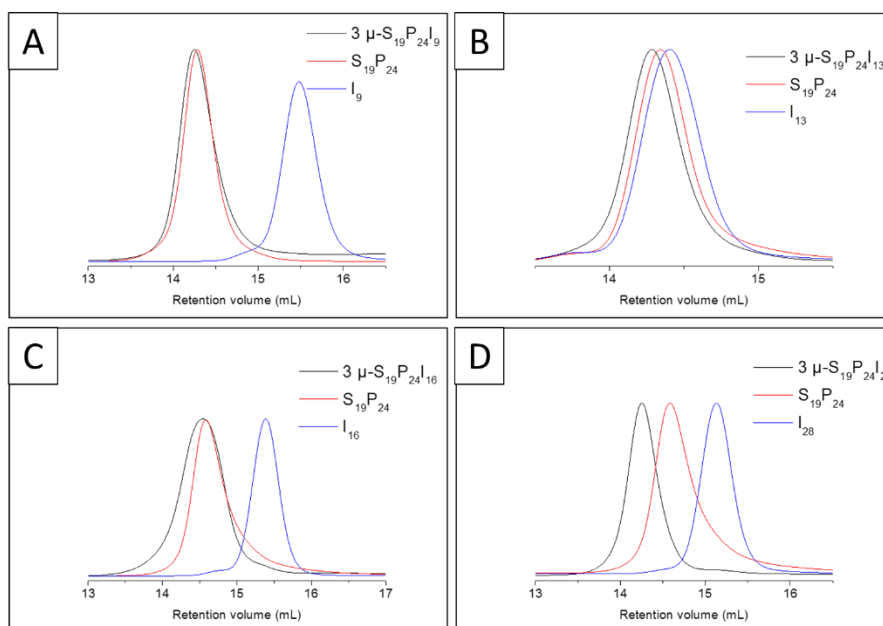 A
3 μ-S₁₉P₂₄I₉
S₁₉P₂₄
I₉
13 14 15 16
Retention volume (mL)
B
3 μ-S₁₉P₂₄I₁₃
S₁₉P₂₄
I₁₃
14 15
Retention volume (mL)
C
3 μ-S₁₉P₂₄I₁₆
S₁₉P₂₄
I₁₆
13 14 15 16 17
Retention volume (mL)
D
3 μ-S₁₉P₂₄I₂
S₁₉P₂₄
I₂₈
13 14 15 16
Retention volume (mL)